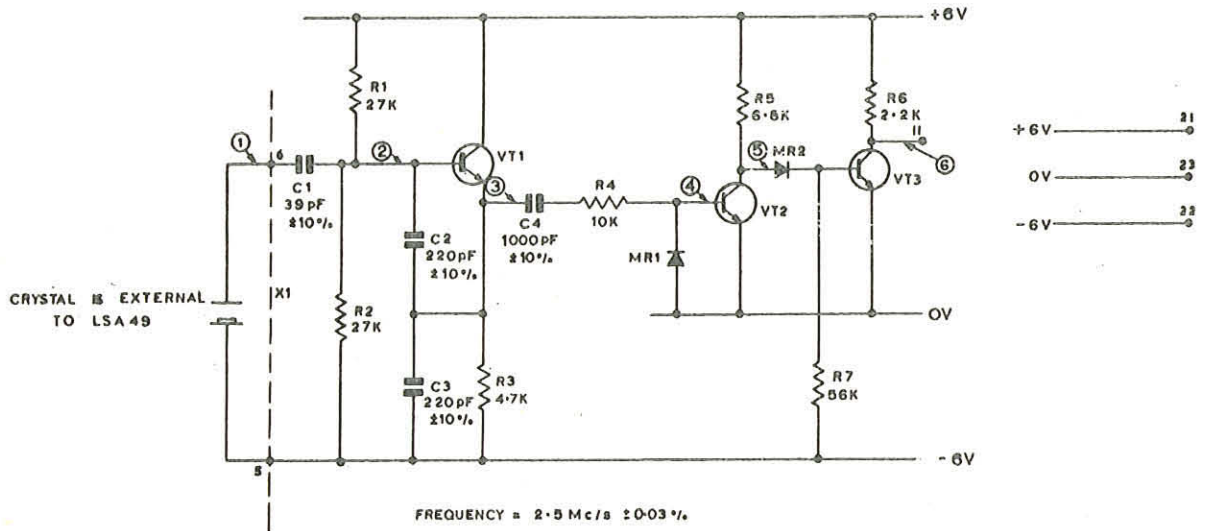 +6V
R1
27K
R5
6·8K
R6
2·2K
11
+6V
21
1
6
2
VT1
5
MR2
6
C1
39pF
±10%
3
R4
4
VT3
0V
23
C4
1000pF
±10%
10K
VT2
-6V
22
C2
220pF
±10%
MR1
CRYSTAL IS EXTERNAL
TO LSA49
X1
R2
27K
0V
C3
220pF
±10%
R3
4·7K
R7
56K
5
-6V
FREQUENCY = 2·5 Mc/s ±0·03%